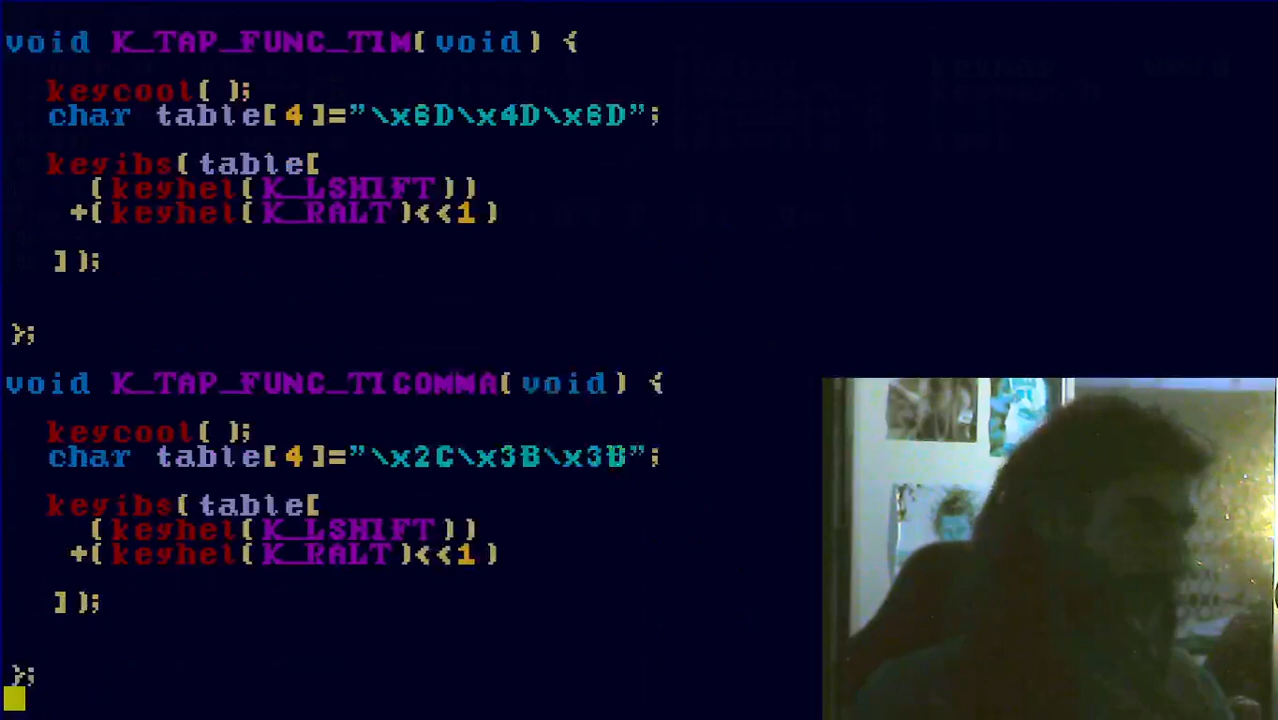 void K_TAP_FUNC_TIM(void) {
keycool( );
char table[4]="\x6D\x4D\x6D";
keyibs(table[
(keyhel(K_LSHIFT))
+(keyhel(K_RALT)<<1)
]);
};
void K_TAP_FUNC_TICOMMA(void) {
keycool( );
char table[4]="\x2C\x3B\x3B";
keyibs(table[
(keyhel(K_LSHIFT))
+(keyhel(K_RALT)<<1)
]);
};